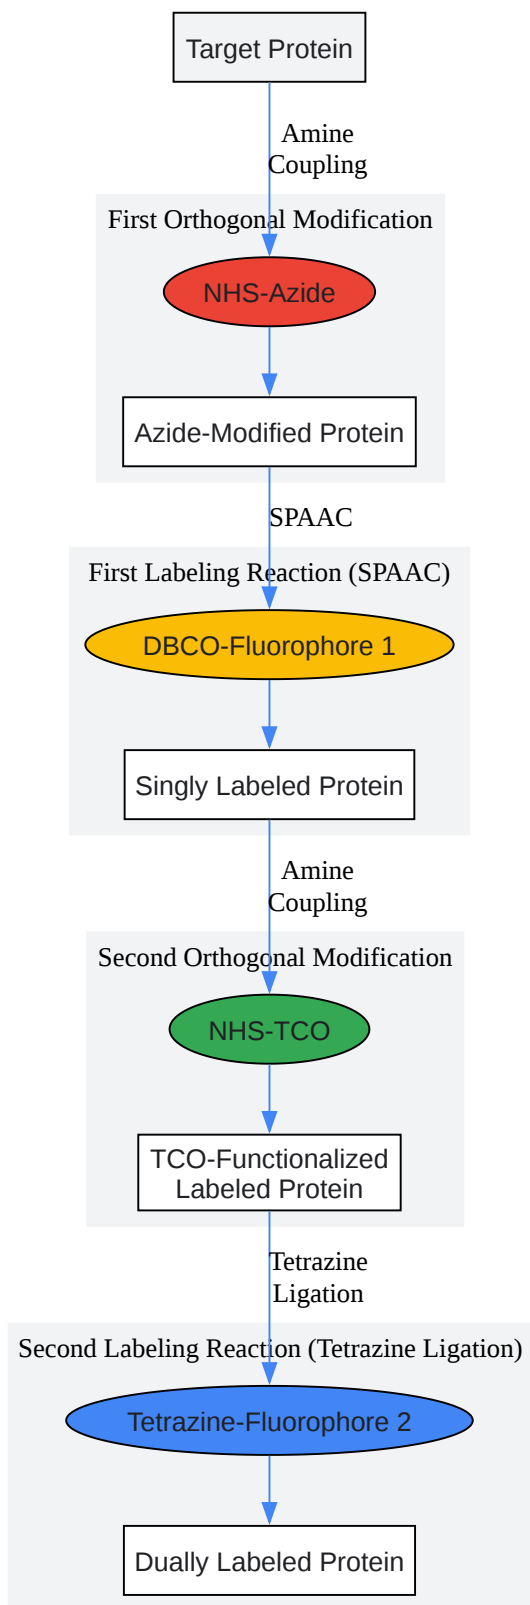 Target Protein
Amine
Coupling
First Orthogonal Modification
NHS-Azide
Azide-Modified Protein
SPAAC
First Labeling Reaction (SPAAC)
DBCO-Fluorophore 1
Singly Labeled Protein
Amine
Coupling
Second Orthogonal Modification
NHS-TCO
TCO-Functionalized
Labeled Protein
Tetrazine
Ligation
Second Labeling Reaction (Tetrazine Ligation)
Tetrazine-Fluorophore 2
Dually Labeled Protein